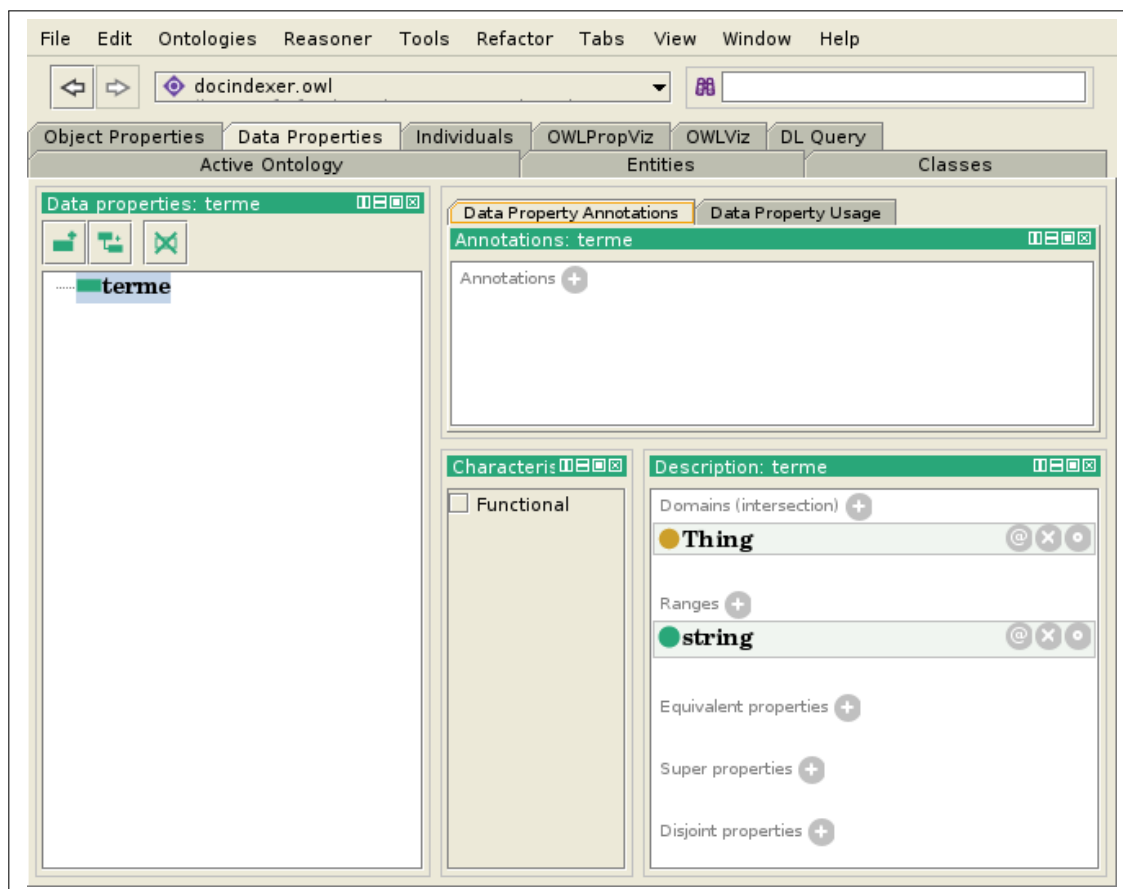 File Edit Ontologies Reasoner Tools Refactor Tabs View Window Help
docindexer.owl
Object Properties Data Properties Individuals OWLPropViz OWLViz DL Query
Active Ontology Entities Classes
Data properties: terme
terme
Data Property Annotations Data Property Usage
Annotations: terme
Annotations
Characteris
Functional
Description: terme
Domains (intersection)
Thing
Ranges
string
Equivalent properties
Super properties
Disjoint properties